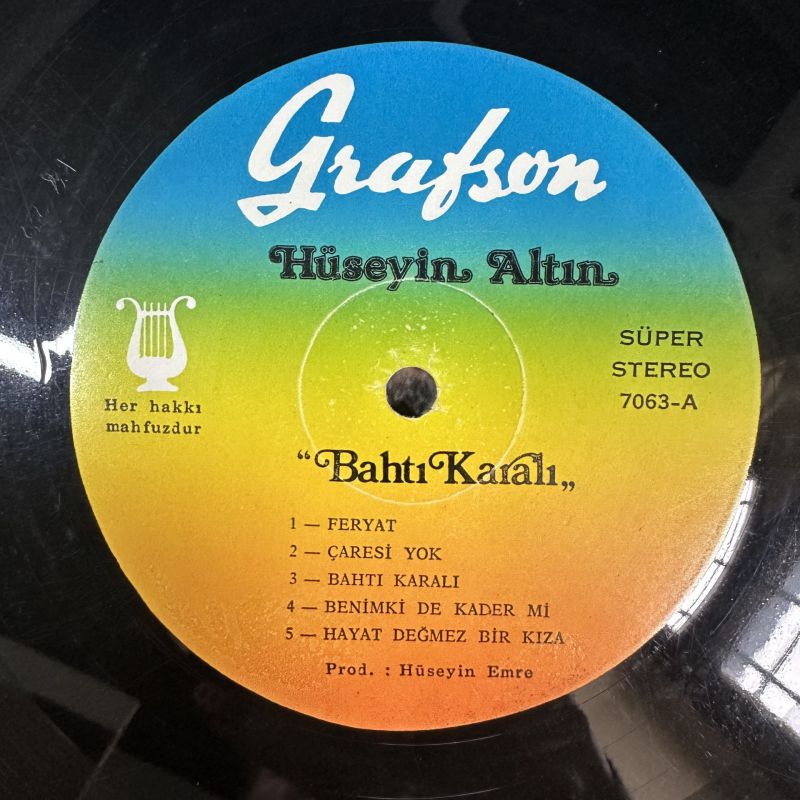 Grafson
Hüseyin Altın
SÜPER
STEREO
7063-A
Her hakkı
mahfuzdur
“Bahtı Karalı„
1 — FERYAT
2 — ÇARESİ YOK
3 — BAHTI KARALI
4 — BENİMKİ DE KADER Mİ
5 — HAYAT DEĞMEZ BİR KIZA
Prod. : Hüseyin Emre